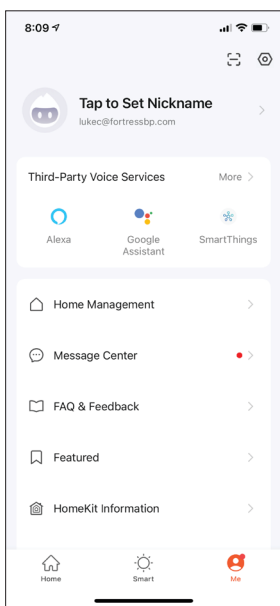 8:09
Tap to Set Nickname
lukec@fortressbp.com
Third-Party Voice Services
More
Alexa
Google
Assistant
SmartThings
Home Management
Message Center
FAQ & Feedback
Featured
HomeKit Information
Home
Smart
Me